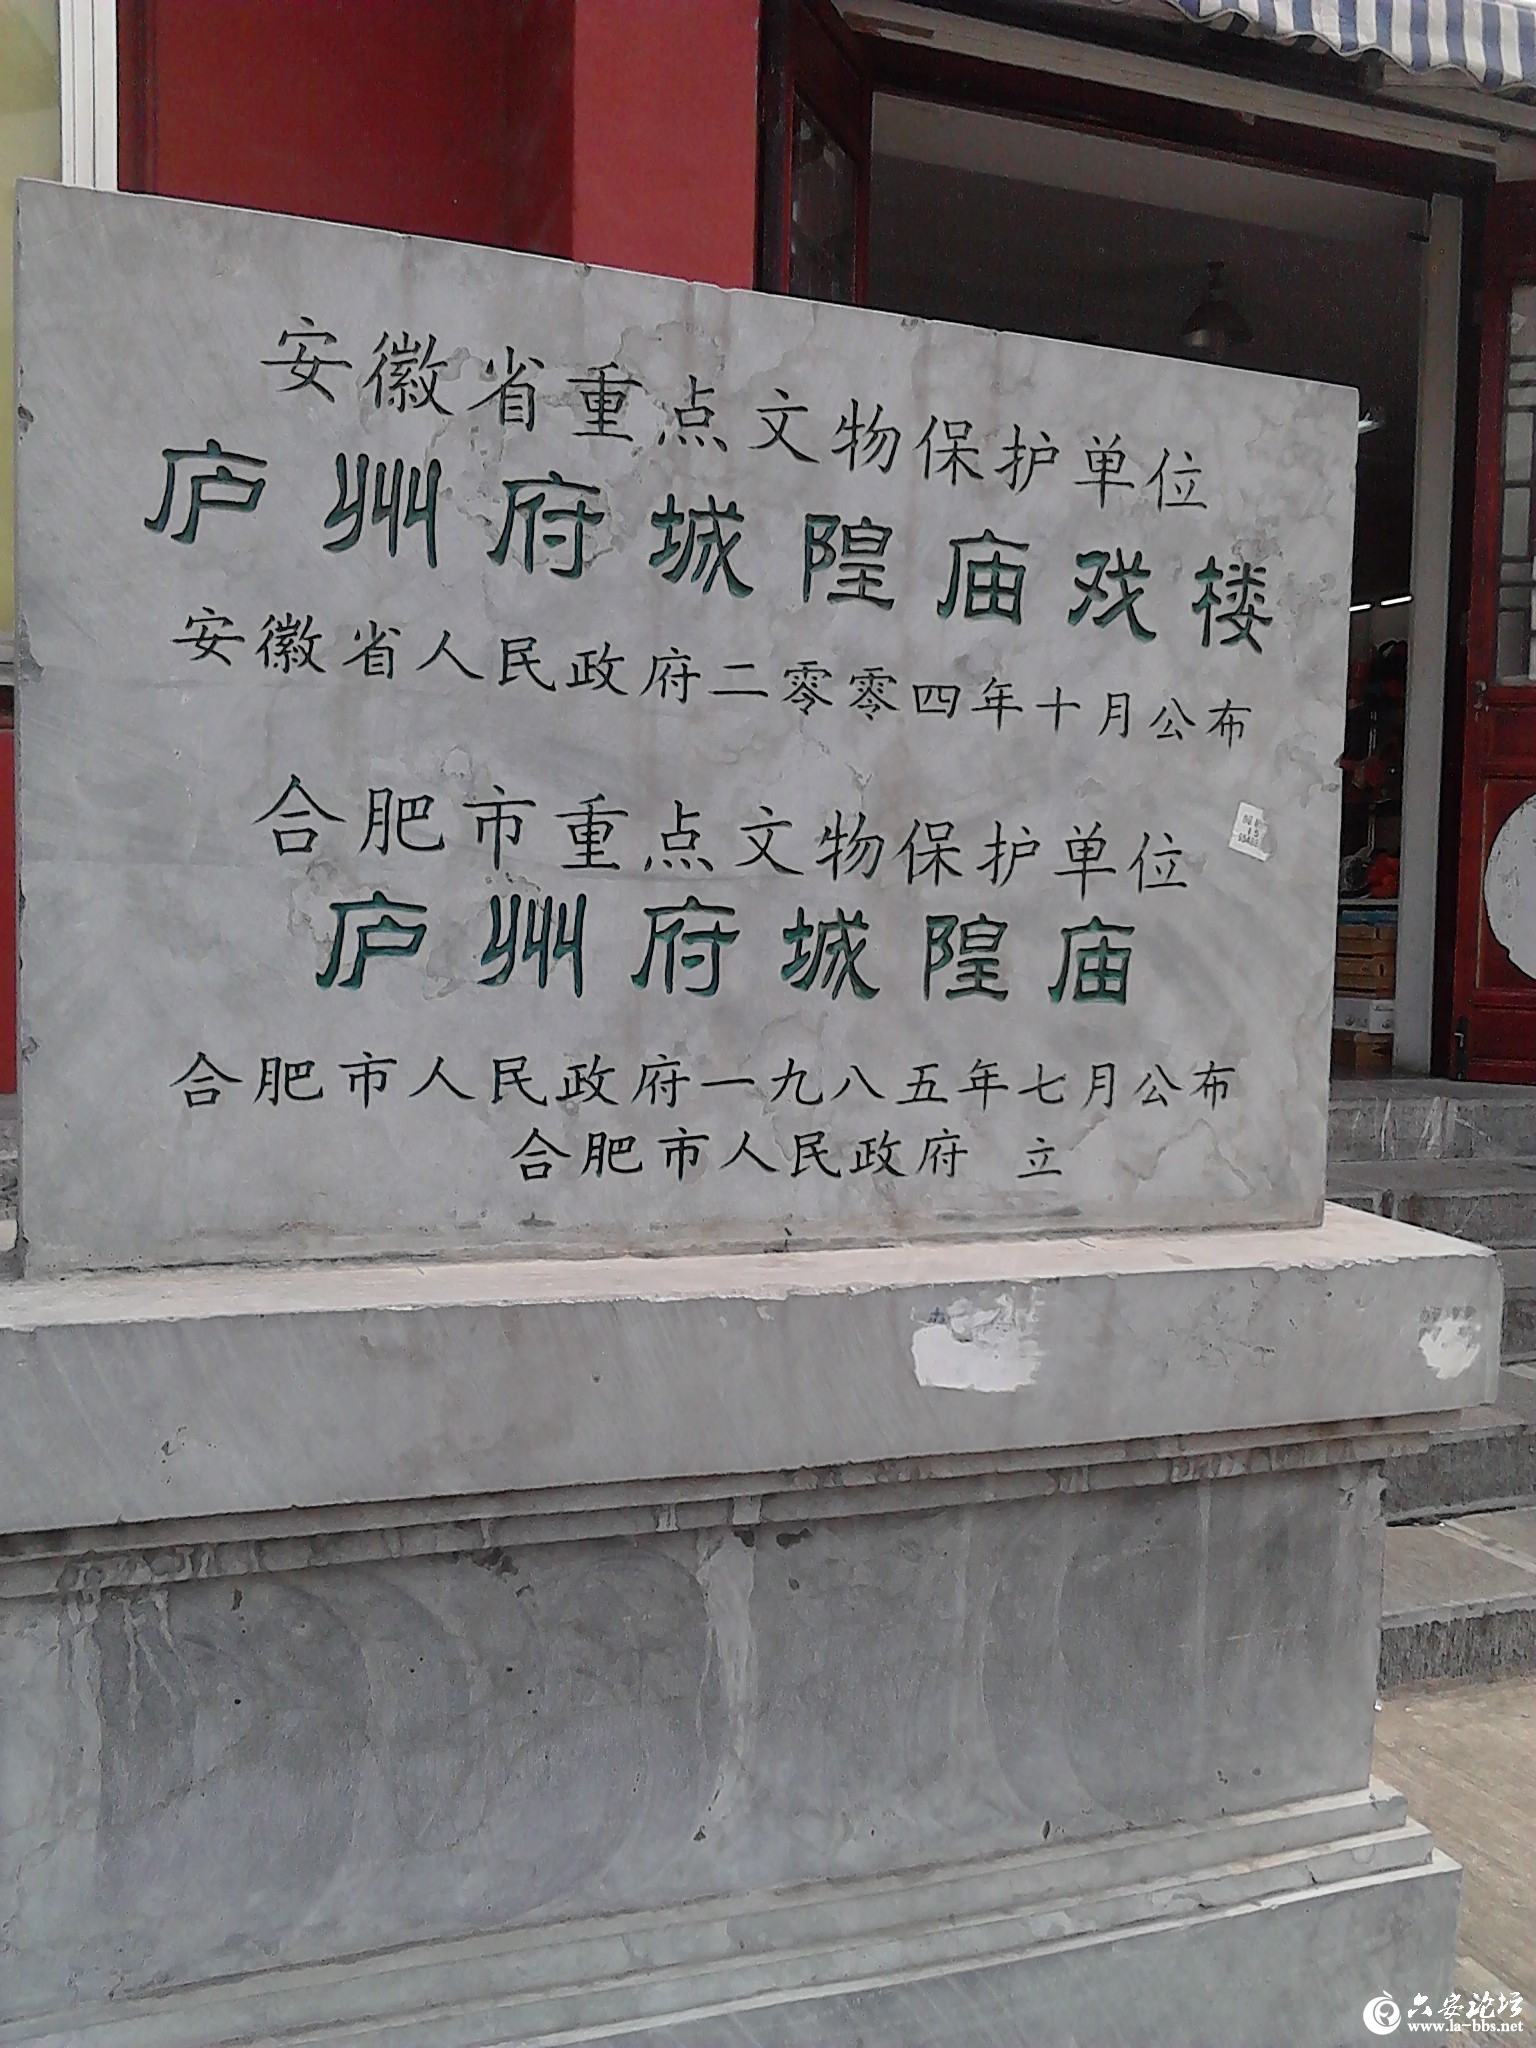 安徽省重点文物保护单位
庐州府城隍庙戏楼
安徽省人民政府二零零四年十月公布
合肥市重点文物保护单位
庐州府城隍庙
合肥市人民政府一九八五年七月公布
合肥市人民政府 立
六安论坛
www.la-bbs.net